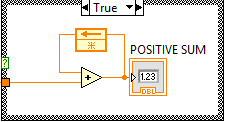 True
?
POSITIVE SUM
+
1.23
DBL